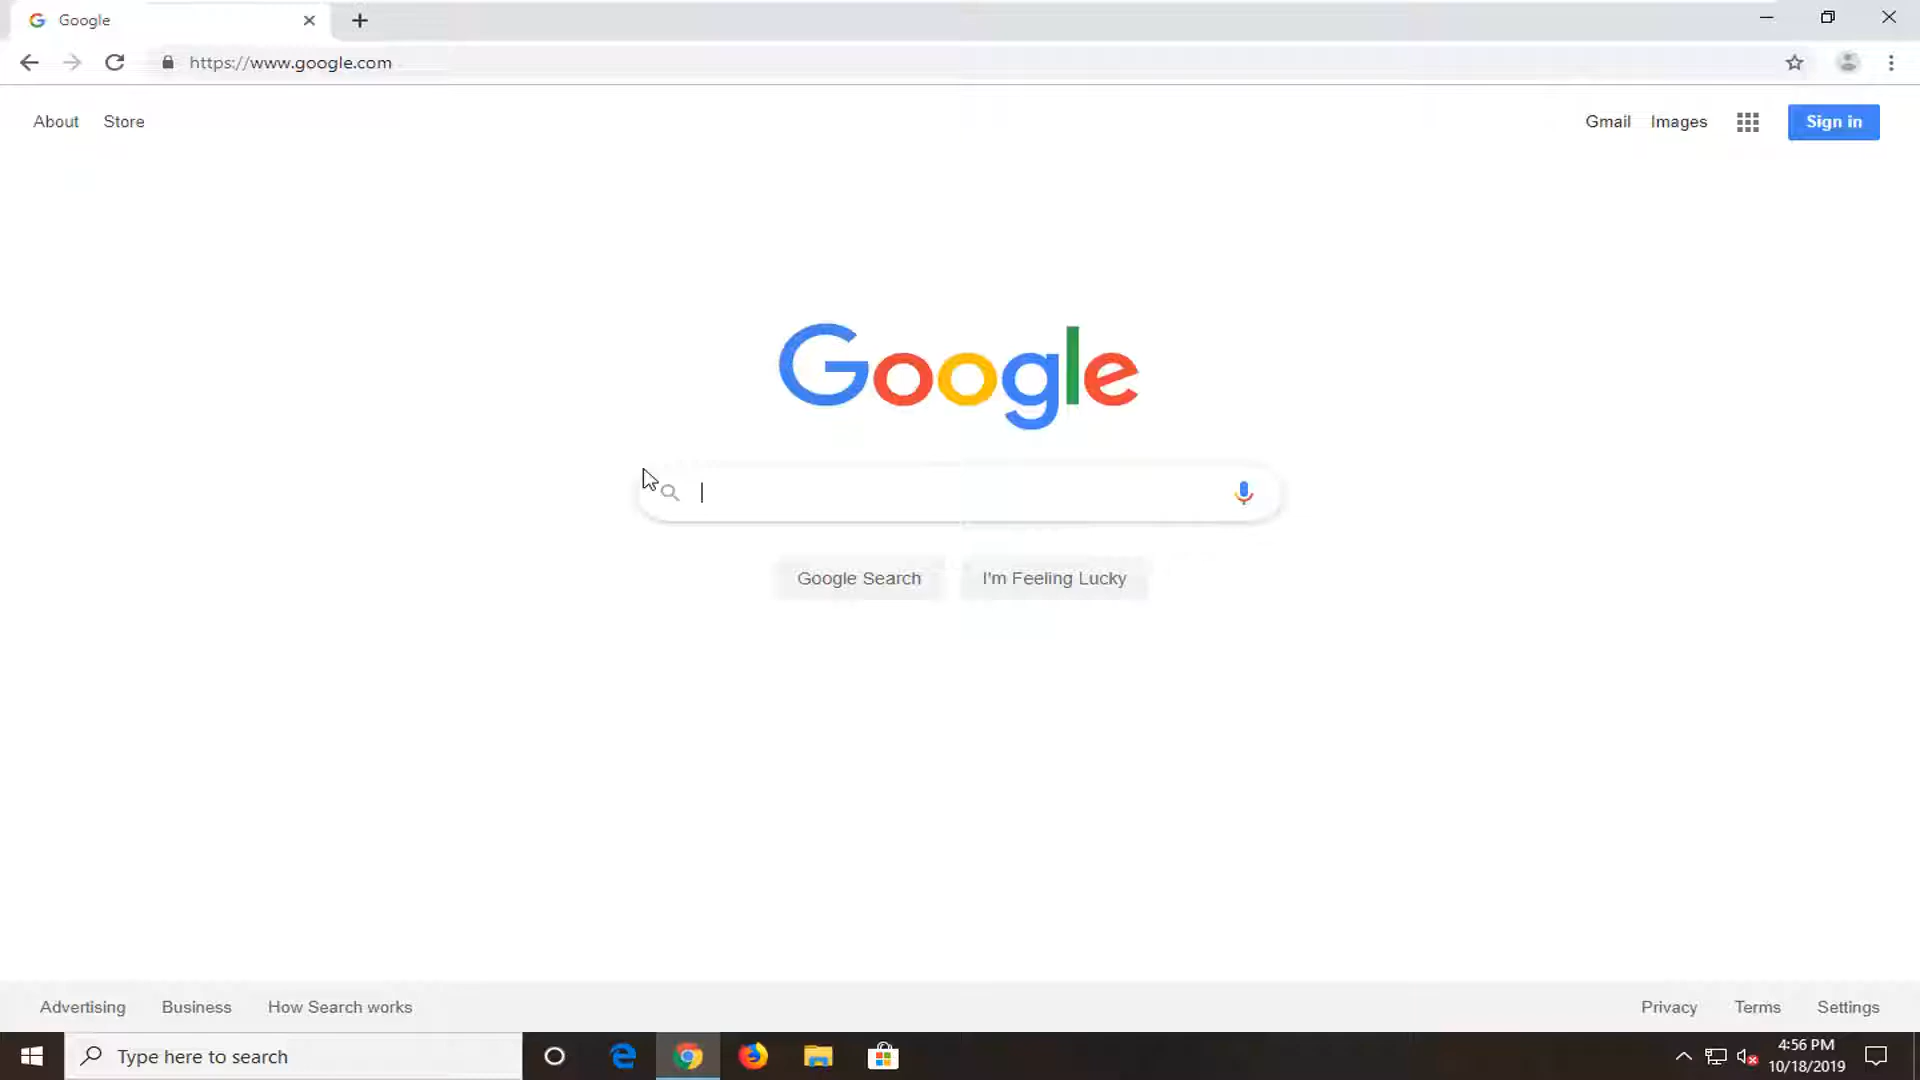 Google
https://www.google.com
About Store
Gmail Images Sign in
Google
Google Search I'm Feeling Lucky
Advertising Business How Search works
Privacy Terms Settings
Type here to search
4:56 PM
10/18/2019